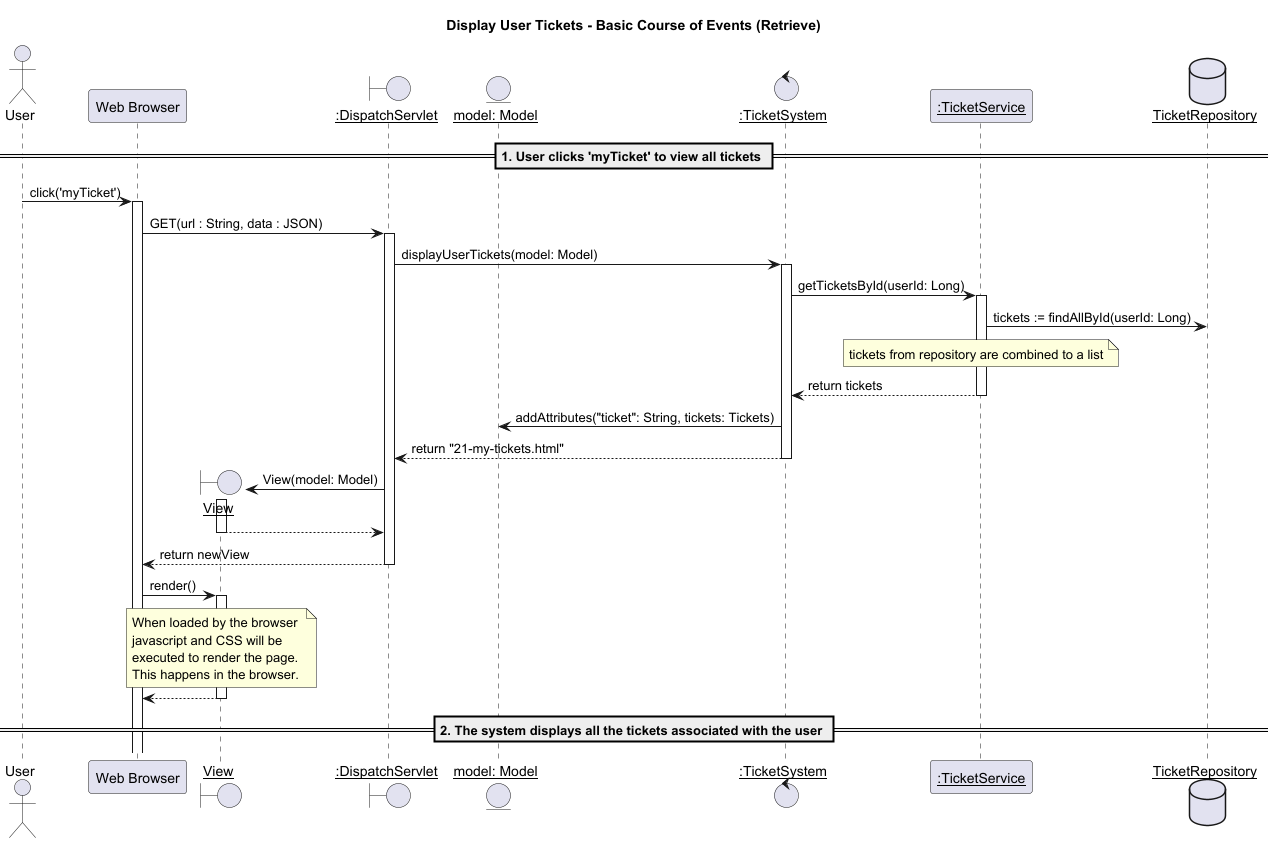 Display User Tickets - Basic Course of Events (Retrieve)
User
Web Browser
:DispatchServlet
model: Model
:TicketSystem
:TicketService
TicketRepository
1. User clicks 'myTicket' to view all tickets
click('myTicket')
GET(url : String, data : JSON)
displayUserTickets(model: Model)
getTicketsById(userId: Long)
tickets := findAllById(userId: Long)
tickets from repository are combined to a list
return tickets
addAttributes("ticket": String, tickets: Tickets)
return "21-my-tickets.html"
View(model: Model)
View
return newView
render()
When loaded by the browser
javascript and CSS will be
executed to render the page.
This happens in the browser.
2. The system displays all the tickets associated with the user
User
Web Browser
View
:DispatchServlet
model: Model
:TicketSystem
:TicketService
TicketRepository